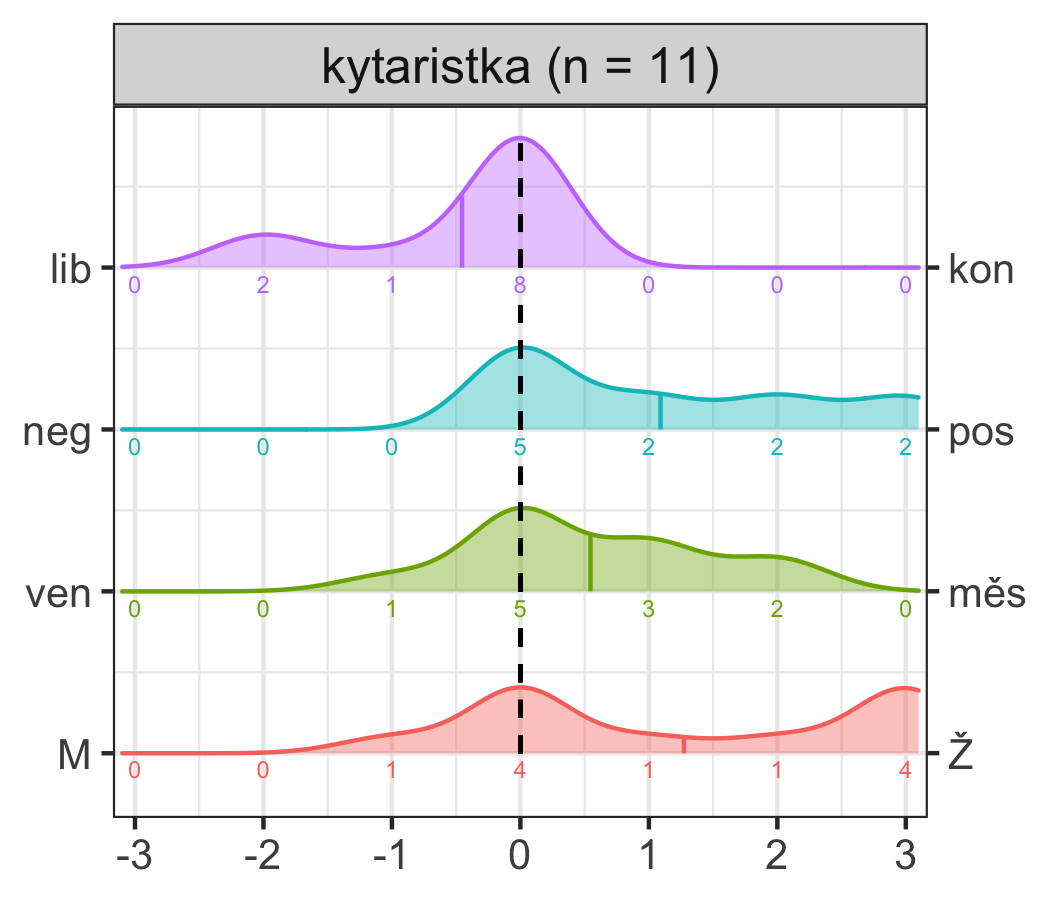 kytaristka (n = 11)
lib kon
0 2 1 8 0 0 0
neg pos
0 0 0 5 2 2 2
ven měs
0 0 1 5 3 2 0
M Ž
0 0 1 4 1 1 4
-3 -2 -1 0 1 2 3